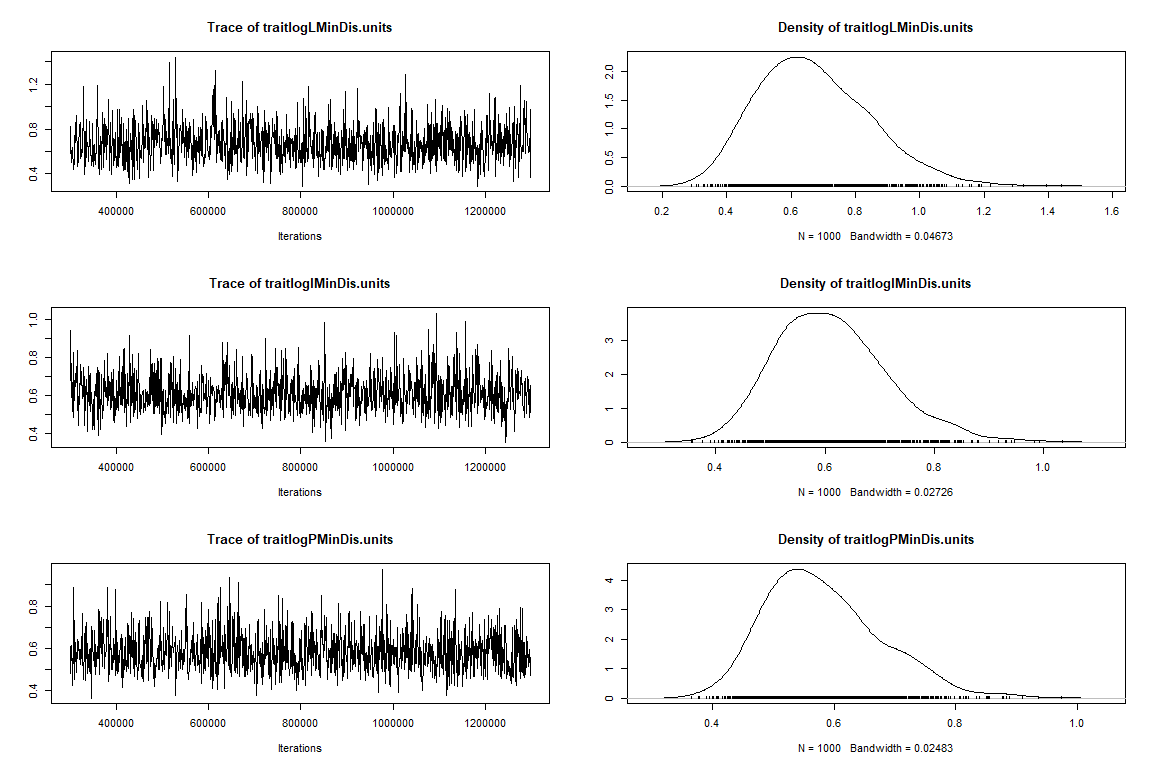 Trace of traitlogLMinDis.units
0.4 0.8 1.2
400000 600000 800000 1000000 1200000
Iterations
Density of traitlogLMinDis.units
0.0 0.5 1.0 1.5 2.0
0.2 0.4 0.6 0.8 1.0 1.2 1.4 1.6
N = 1000 Bandwidth = 0.04673
Trace of traitlogIMinDis.units
0.4 0.6 0.8 1.0
400000 600000 800000 1000000 1200000
Iterations
Density of traitlogIMinDis.units
0 1 2 3
0.4 0.6 0.8 1.0
N = 1000 Bandwidth = 0.02726
Trace of traitlogPMinDis.units
0.4 0.6 0.8
400000 600000 800000 1000000 1200000
Iterations
Density of traitlogPMinDis.units
0 1 2 3 4
0.4 0.6 0.8 1.0
N = 1000 Bandwidth = 0.02483